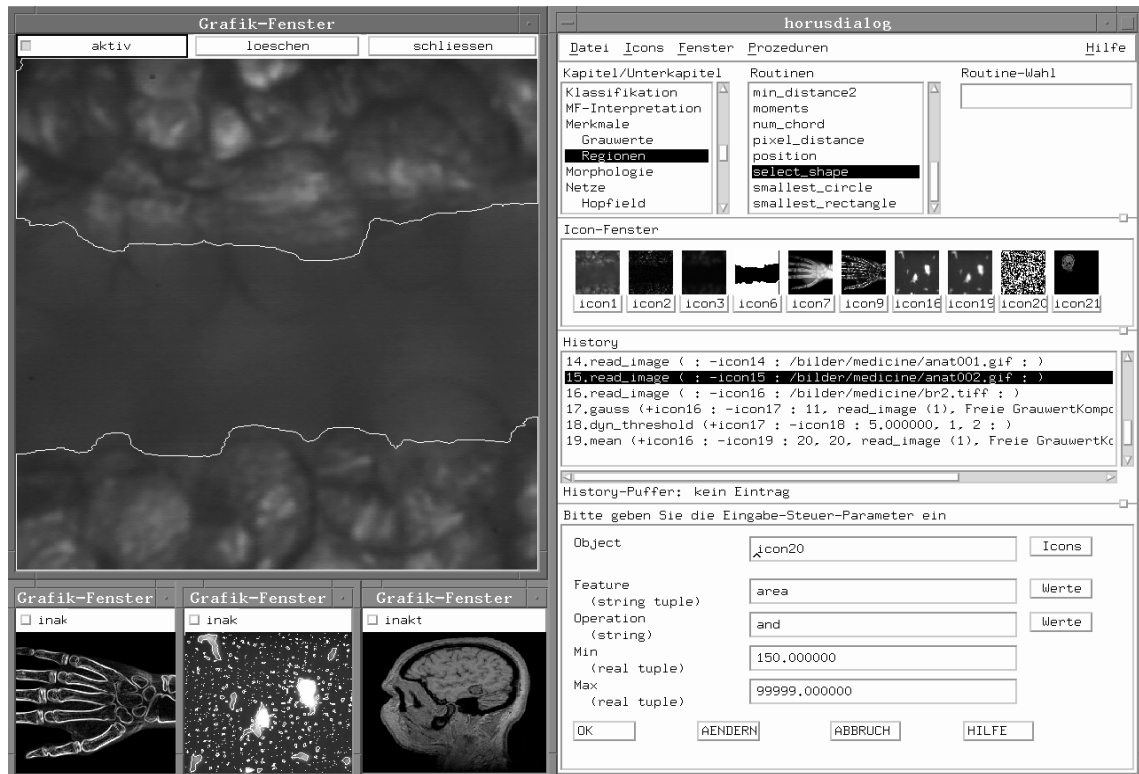 Grafik-Fenster
aktiv loeschen schliessen
horusdialog
Datei Icons Fenster Prozeduren Hilfe
Kapitel/Unterkapitel Routinen Routine-Wahl
Klassifikation
MF-Interpretation
Merkmale
Grauwerte
Regionen
Morphologie
Netze
Hopfield
min_distance2
moments
num_chord
pixel_distance
position
select_shape
smallest_circle
smallest_rectangle
Icon-Fenster
icon1 icon2 icon3 icon6 icon7 icon9 icon16 icon19 icon20 icon21
History
14.read_image ( : -icon14 : /bilder/medicine/anat001.gif : )
15.read_image ( : -icon15 : /bilder/medicine/anat002.gif : )
16.read_image ( : -icon16 : /bilder/medicine/br2.tiff : )
17.gauss (+icon16 : -icon17 : 11, read_image (1), Freie GrauwertKompo
18.dyn_threshold (+icon17 : -icon18 : 5.000000, 1, 2 : )
19.mean (+icon16 : -icon19 : 20, 20, read_image (1), Freie GrauwertKo
History-Puffer: kein Eintrag
Bitte geben Sie die Eingabe-Steuer-Parameter ein
Object icon20 Icons
Feature area Werte
(string tuple)
Operation and Werte
(string)
Min 150.000000
(real tuple)
Max 99999.000000
(real tuple)
OK AENDERN ABBRUCH HILFE
Grafik-Fenster Grafik-Fenster Grafik-Fenster
inak inak inakt